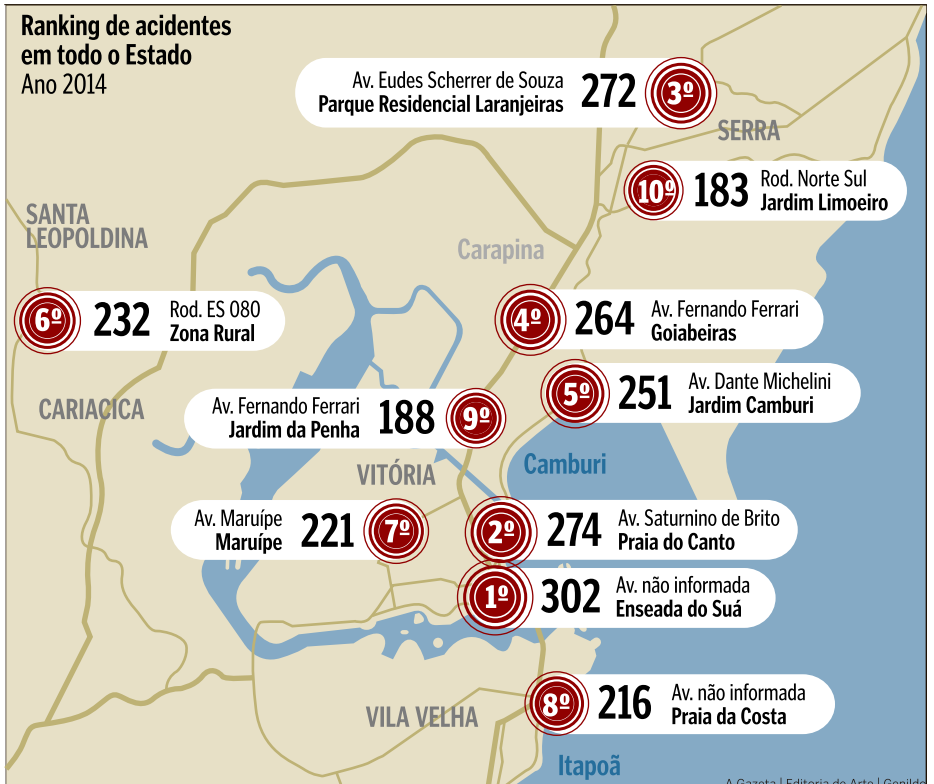 Ranking de acidentes
em todo o Estado
Ano 2014
Av. Eudes Scherrer de Souza
Parque Residencial Laranjeiras
272
3º
SERRA
10º
183
Rod. Norte Sul
Jardim Limoeiro
SANTA
LEOPOLDINA
Carapina
6º
232
Rod. ES 080
Zona Rural
4º
264
Av. Fernando Ferrari
Goiabeiras
5º
251
Av. Dante Michelini
Jardim Camburi
CARIACICA
Av. Fernando Ferrari
Jardim da Penha
188
9º
Camburi
VITÓRIA
Av. Maruípe
Maruípe
221
7º
2º
274
Av. Saturnino de Brito
Praia do Canto
1º
302
Av. não informada
Enseada do Suá
8º
216
Av. não informada
Praia da Costa
VILA VELHA
Itapoã
A Gazeta | Editoria de Arte | Genildo